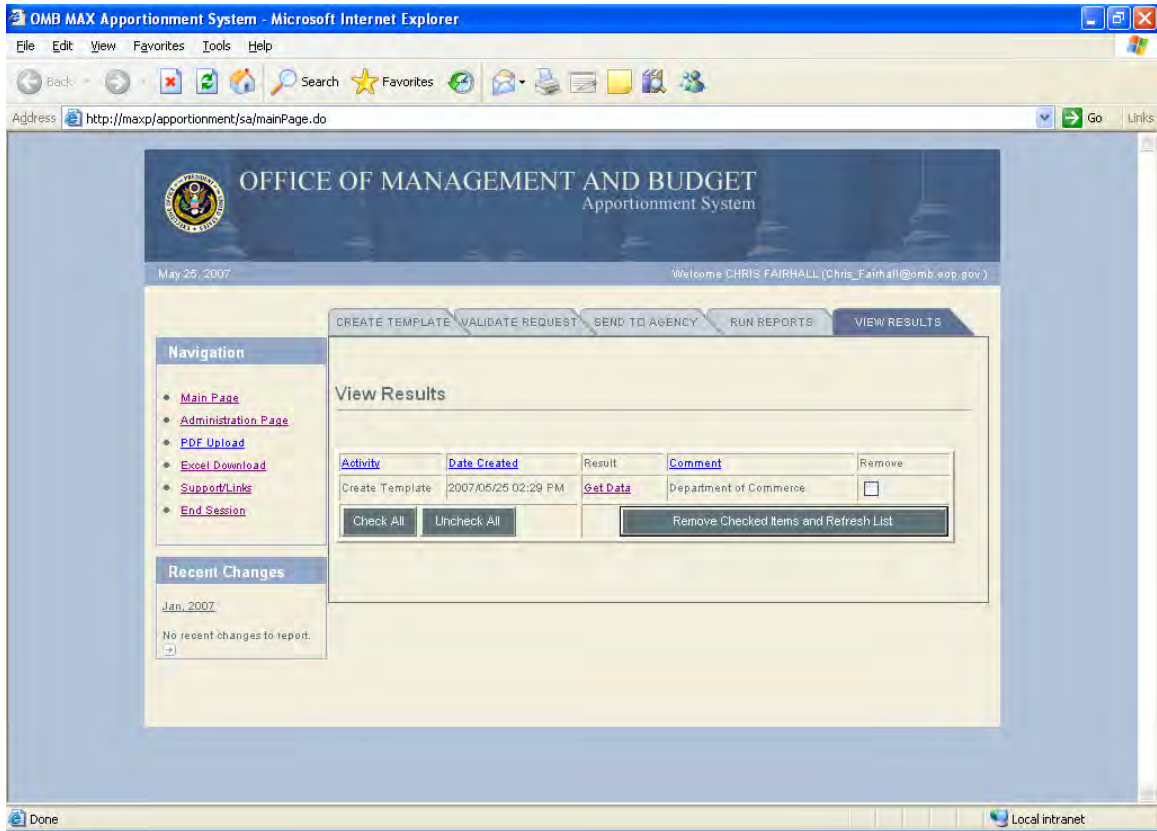 OMB MAX Apportionment System - Microsoft Internet Explorer
File Edit View Favorites Tools Help
Back Search Favorites
Address http://maxp/apportionment/sa/mainPage.do Go Links
OFFICE OF MANAGEMENT AND BUDGET
Apportionment System
May 25, 2007 Welcome CHRIS FAIRHALL (Chris_Fairhall@omb.eop.gov)
CREATE TEMPLATE VALIDATE REQUEST SEND TO AGENCY RUN REPORTS VIEW RESULTS
Navigation
Main Page
Administration Page
PDF Upload
Excel Download
Support/Links
End Session
Recent Changes
Jan, 2007
No recent changes to report.
View Results
Activity Date Created Result Comment Remove
Create Template 2007/05/25 02:29 PM Get Data Department of Commerce
Check All Uncheck All Remove Checked Items and Refresh List
Done Local intranet